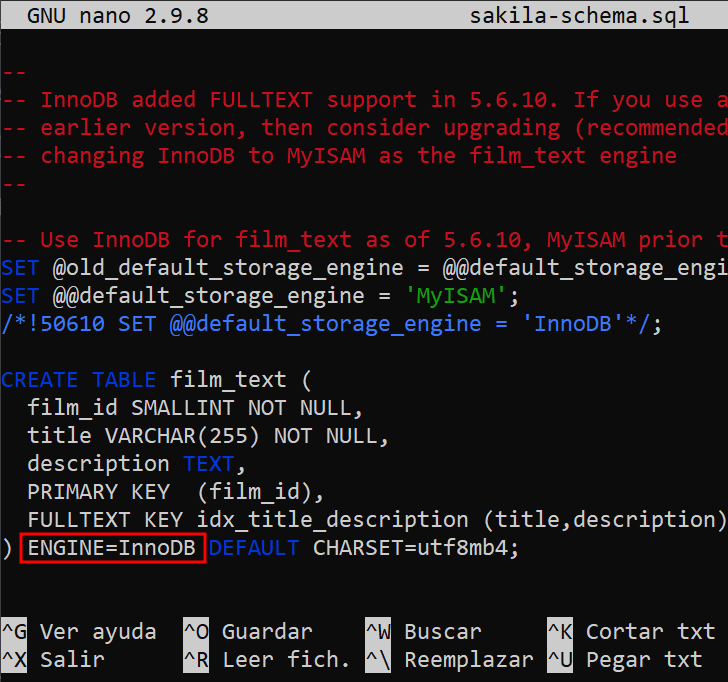 GNU nano 2.9.8 sakila-schema.sql
--
-- InnoDB added FULLTEXT support in 5.6.10. If you use a
-- earlier version, then consider upgrading (recommended
-- changing InnoDB to MyISAM as the film_text engine
--
-- Use InnoDB for film_text as of 5.6.10, MyISAM prior t
SET @old_default_storage_engine = @@default_storage_engi
SET @@default_storage_engine = 'MyISAM';
/*!50610 SET @@default_storage_engine = 'InnoDB'*/;
CREATE TABLE film_text (
film_id SMALLINT NOT NULL,
title VARCHAR(255) NOT NULL,
description TEXT,
PRIMARY KEY  (film_id),
FULLTEXT KEY idx_title_description (title,description)
) ENGINE=InnoDB DEFAULT CHARSET=utf8mb4;
^G Ver ayuda ^O Guardar ^W Buscar ^K Cortar txt
^X Salir ^R Leer fich. ^\ Reemplazar ^U Pegar txt